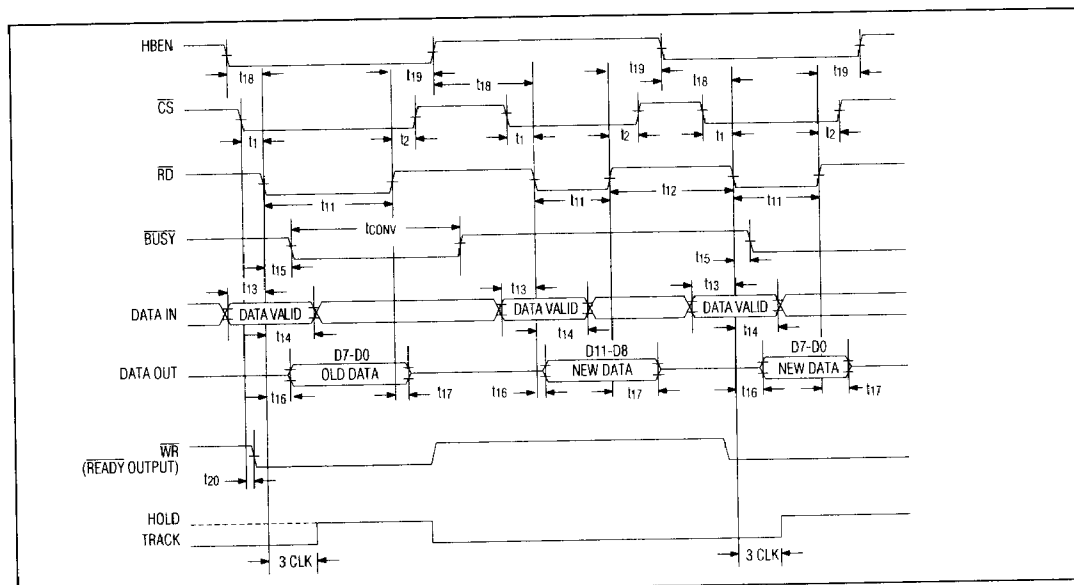 HBEN
t18
t19
t18
t19
t18
t19
CS
t1
t2
t1
t2
t1
t2
RD
t11
t11
t12
t11
BUSY
tCONV
t15
t15
t13
t13
t13
DATA IN
DATA VALID
DATA VALID
DATA VALID
t14
t14
t14
D7-D0
D11-D8
D7-D0
DATA OUT
OLD DATA
NEW DATA
NEW DATA
t16
t17
t16
t17
t16
t17
WR
(READY OUTPUT)
t20
HOLD
TRACK
3 CLK
3 CLK